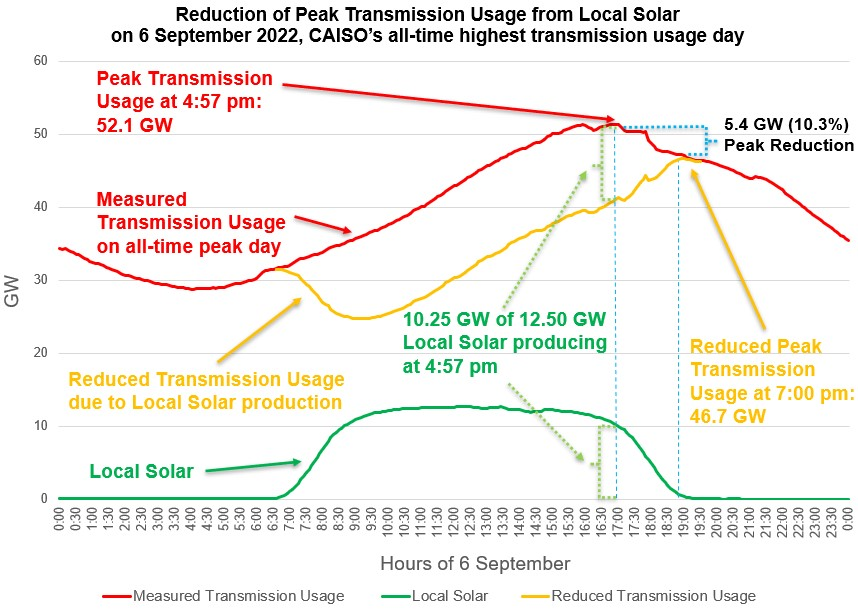 Reduction of Peak Transmission Usage from Local Solar
on 6 September 2022, CAISO's all-time highest transmission usage day
60
50
40
30
20
10
0
GW
Peak Transmission
Usage at 4:57 pm:
52.1 GW
5.4 GW (10.3%)
Peak Reduction
Measured
Transmission Usage
on all-time peak day
10.25 GW of 12.50 GW
Local Solar producing
at 4:57 pm
Reduced Peak
Transmission
Usage at 7:00 pm:
46.7 GW
Reduced Transmission Usage
due to Local Solar production
Local Solar
0:00
0:30
1:00
1:30
2:00
2:30
3:00
3:30
4:00
4:30
5:00
5:30
6:00
6:30
7:00
7:30
8:00
8:30
9:00
9:30
10:00
10:30
11:00
11:30
12:00
12:30
13:00
13:30
14:00
14:30
15:00
15:30
16:00
16:30
17:00
17:30
18:00
18:30
19:00
19:30
20:00
20:30
21:00
21:30
22:00
22:30
23:00
23:30
0:00
Hours of 6 September
Measured Transmission Usage
Local Solar
Reduced Transmission Usage